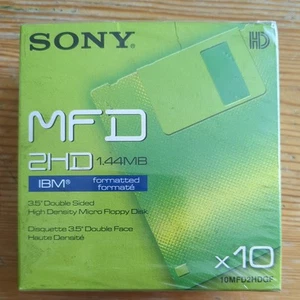 SONY
HD
MFD
2HD 1.44MB
IBM® formatted
formaté
3.5" Double Sided
High Density Micro Floppy Disk
Disquette 3.5" Double Face
Haute Densité
x10
10MFD2HDGF